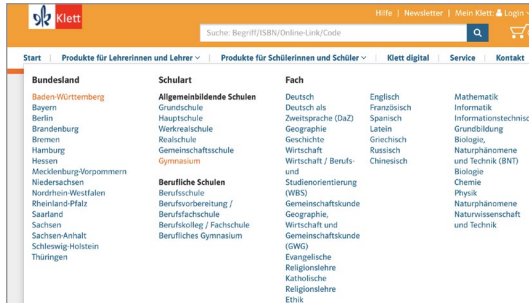 Klett
Hilfe | Newsletter | Mein Klett: Login
Suche: Begriff/ISBN/Online-Link/Code
Start | Produkte für Lehrerinnen und Lehrer | Produkte für Schülerinnen und Schüler | Klett digital | Service | Kontakt
Bundesland
Baden-Württemberg
Bayern
Berlin
Brandenburg
Bremen
Hamburg
Hessen
Mecklenburg-Vorpommern
Niedersachsen
Nordrhein-Westfalen
Rheinland-Pfalz
Saarland
Sachsen
Sachsen-Anhalt
Schleswig-Holstein
Thüringen
Schulart
Allgemeinbildende Schulen
Grundschule
Hauptschule
Werkrealschule
Realschule
Gemeinschaftsschule
Gymnasium
Berufliche Schulen
Berufsschule
Berufsvorbereitung /
Berufsfachschule
Berufskolleg / Fachschule
Berufliches Gymnasium
Fach
Deutsch
Deutsch als
Zweitsprache (DaZ)
Geographie
Geschichte
Wirtschaft
Wirtschaft / Berufs-
und
Studienorientierung
(WBS)
Gemeinschaftskunde
Geographie,
Wirtschaft und
Gemeinschaftskunde
(GWG)
Evangelische
Religionslehre
Katholische
Religionslehre
Ethik
Englisch
Französisch
Spanisch
Latein
Griechisch
Russisch
Chinesisch
Mathematik
Informatik
Informationstechnisc
Grundbildung
Biologie,
Naturphänomene
und Technik (BNT)
Biologie
Chemie
Physik
Naturphänomene
Naturwissenschaft
und Technik